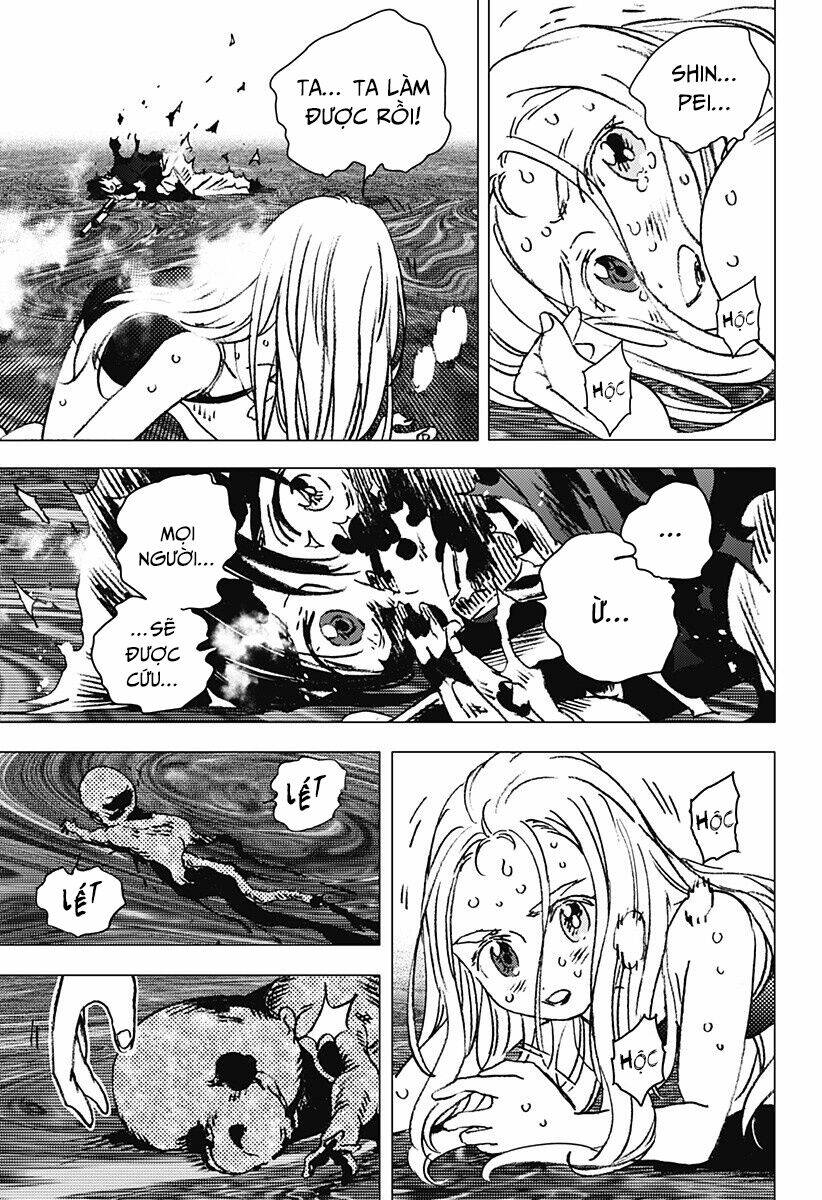 SHIN...
PEI...
HỘC
HỘC
TA... TA LÀM
ĐƯỢC RỒI!
...
Ừ...
MỌI
NGƯỜI...
...SẼ
ĐƯỢC
CỨU...
HỘC
HỘC
LẾT
LẾT